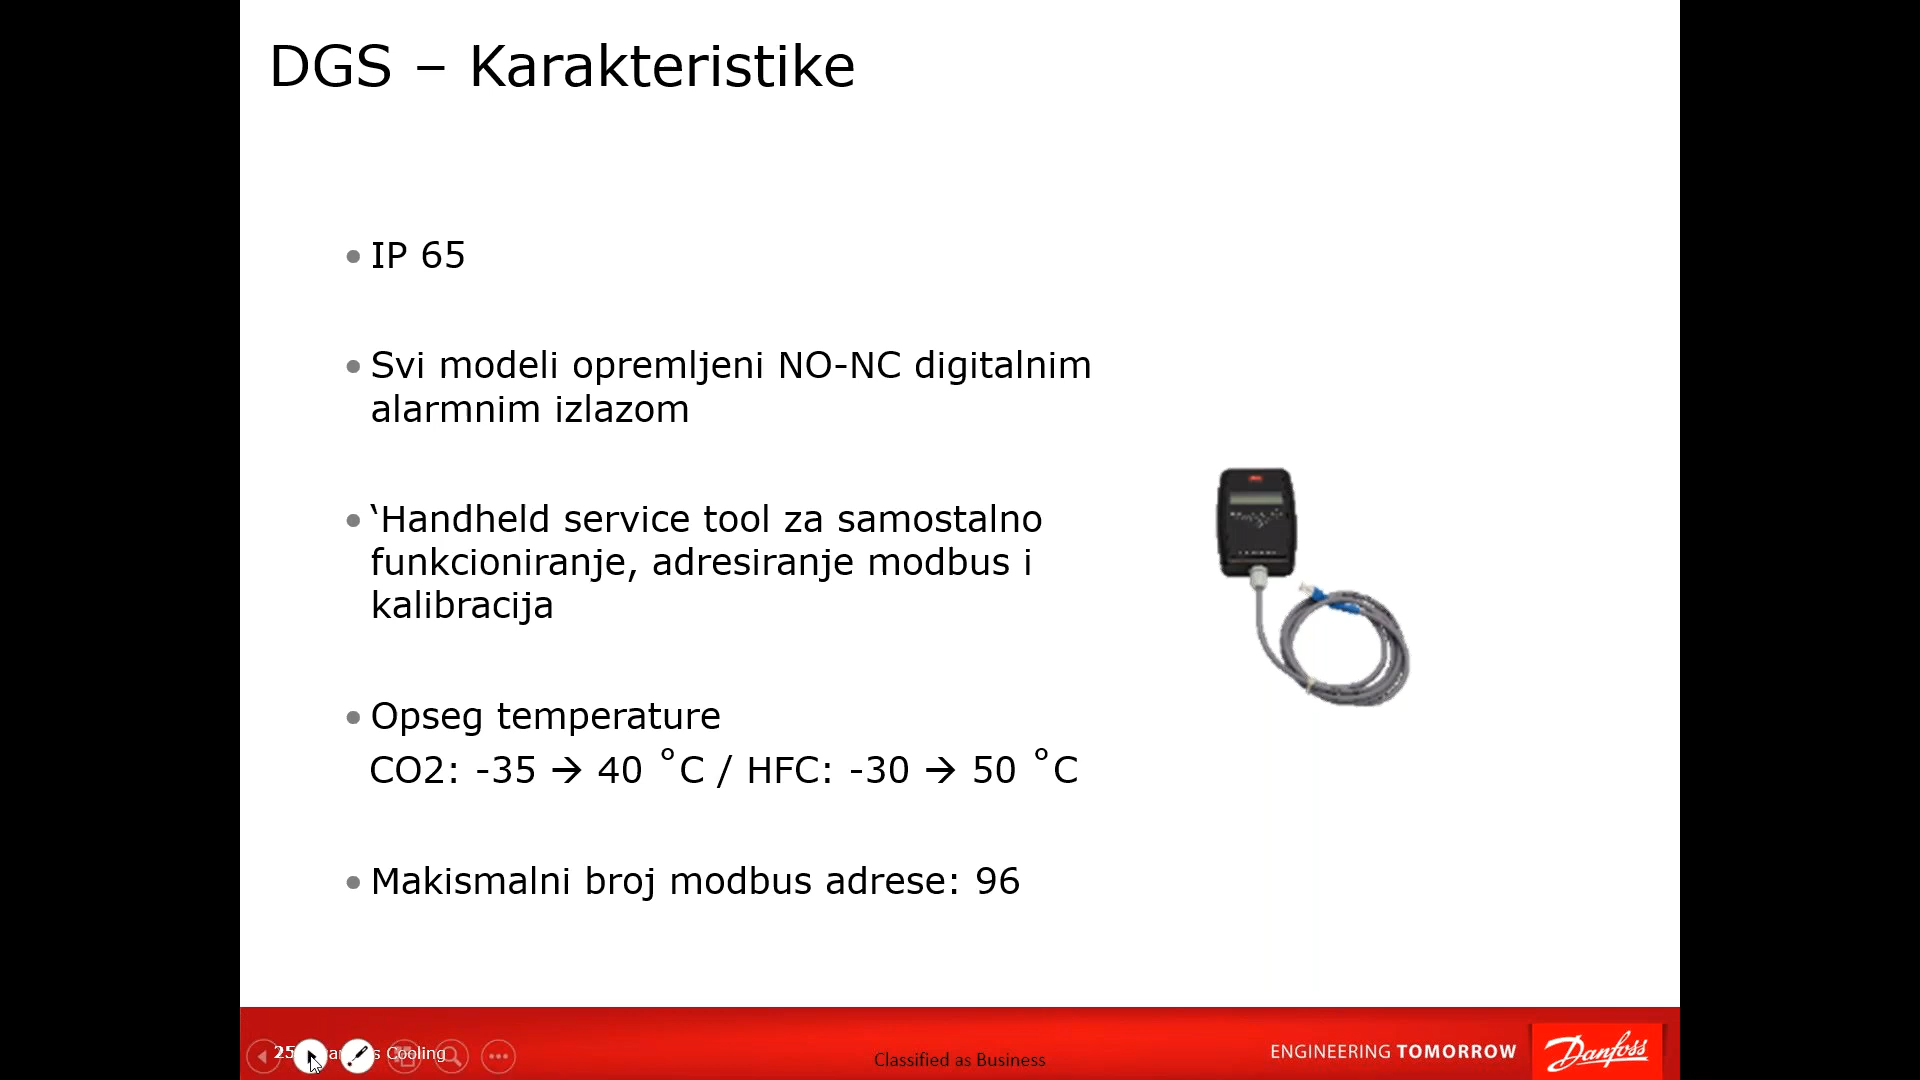 DGS – Karakteristike
• IP 65
• Svi modeli opremljeni NO-NC digitalnim
alarmnim izlazom
• ‘Handheld service tool za samostalno
funkcioniranje, adresiranje modbus i
kalibracija
• Opseg temperature
CO2: -35 → 40 ˚C / HFC: -30 → 50 ˚C
• Makismalni broj modbus adrese: 96
25
Cooling
Classified as Business
ENGINEERING TOMORROW
Danfoss